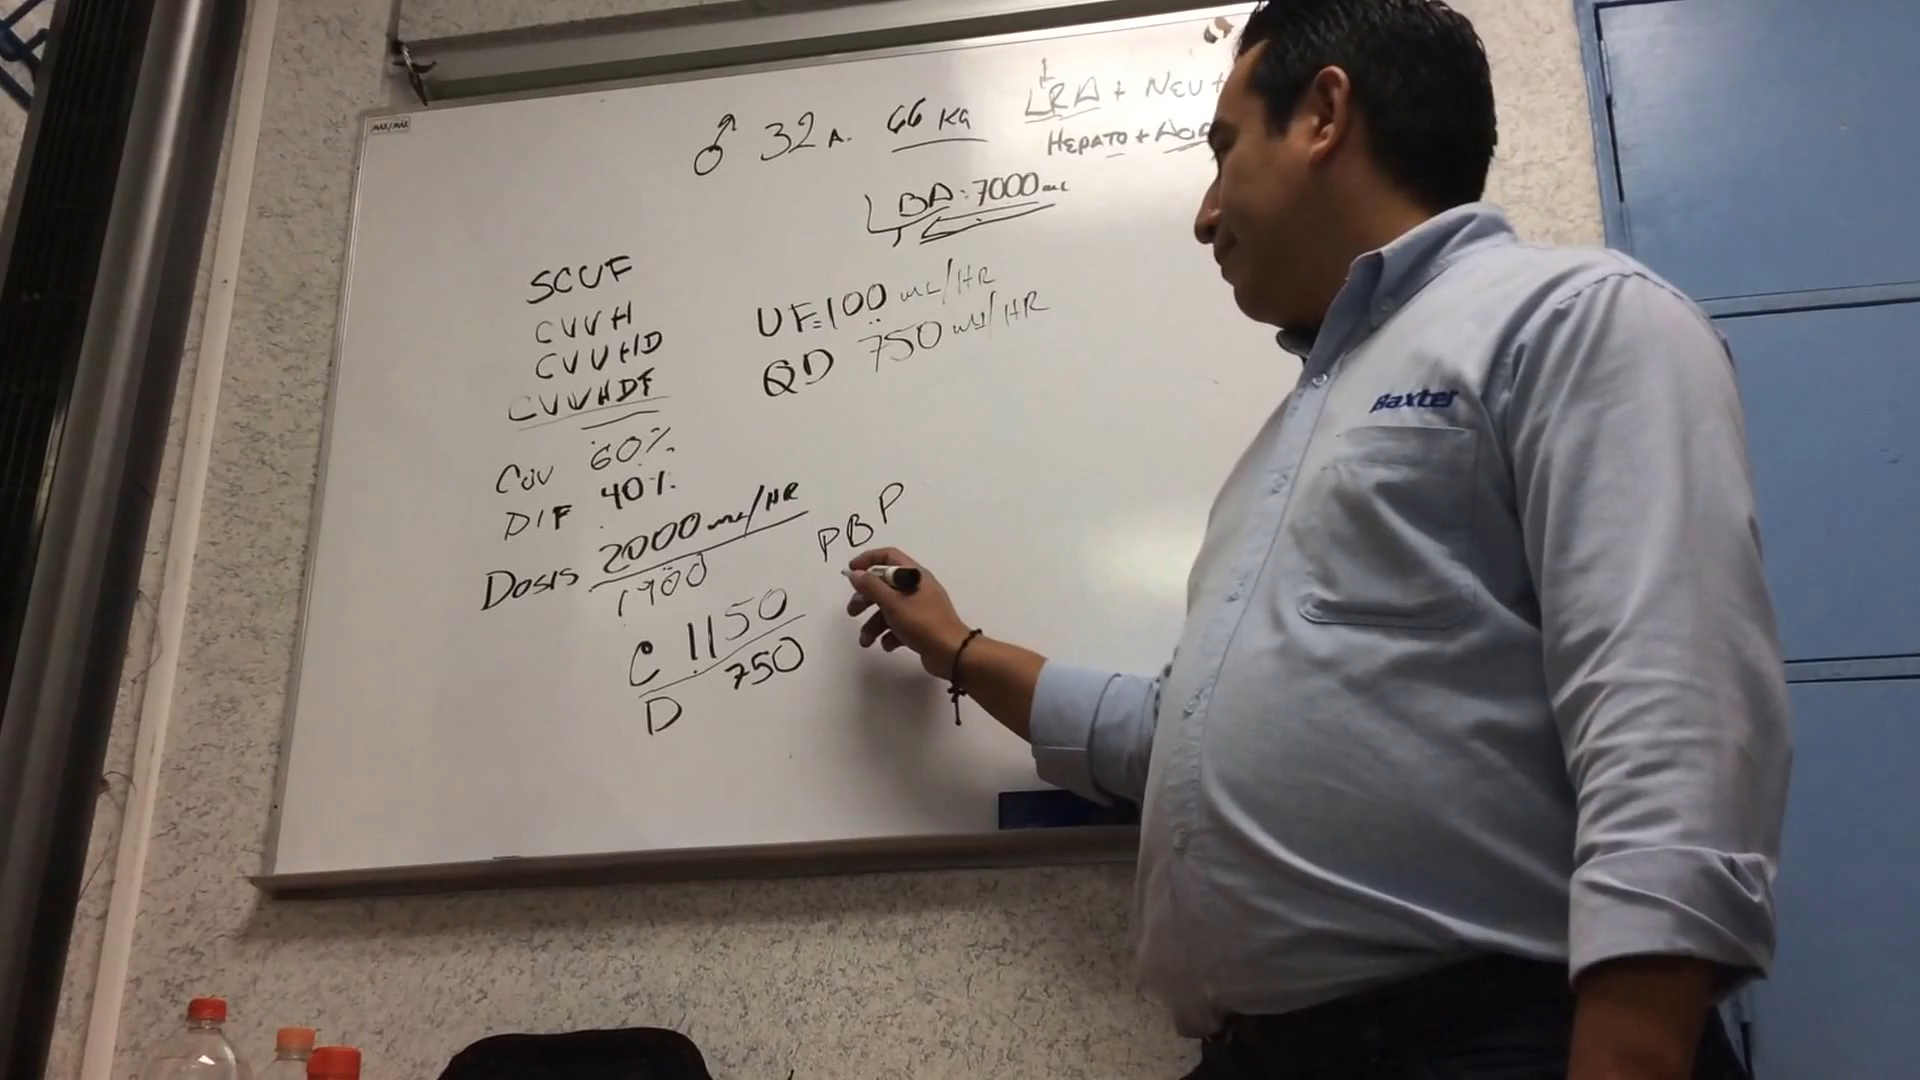 ♂ 32 A. 66 KG
LRA + NEU +
HEPATO +
BA: 7000 mL
SCUF
CVVH
CVVHD
CVVHDF
UF: 100 mL/HR
QD 750 mL/HR
Cov 60%
DIF 40%
Dosis 2000 mL/HR
1900
C 1150
D 750
PBP
Baxter
MAX/MAX